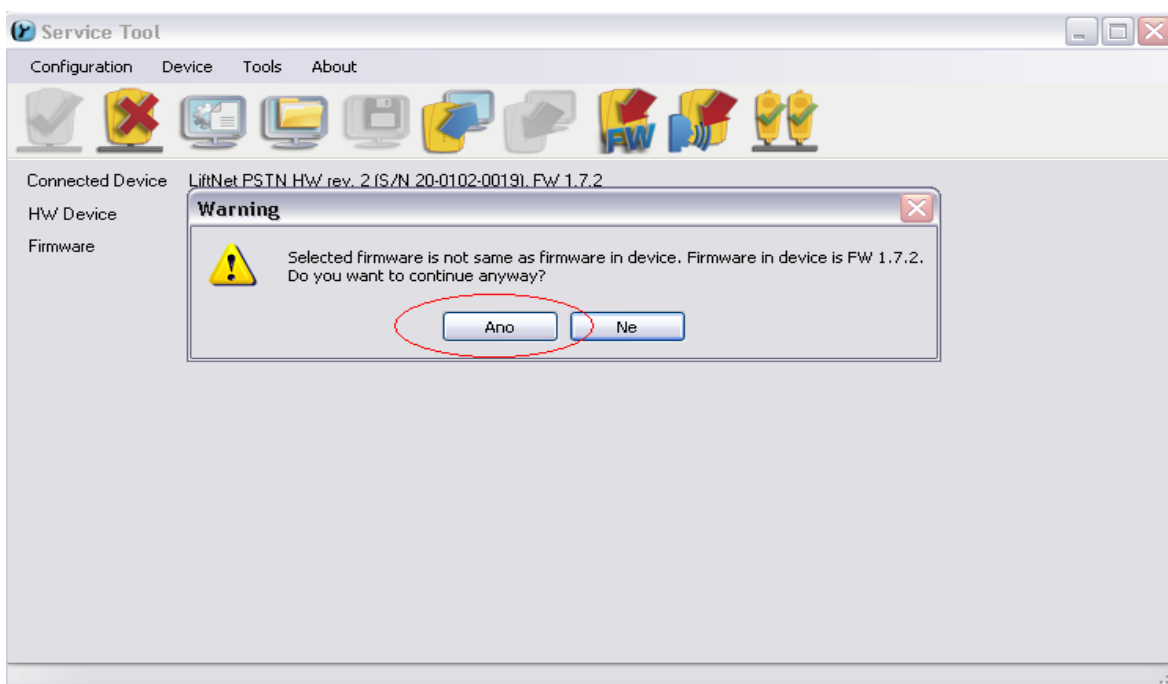 Service Tool
Configuration Device Tools About
FW
Connected Device LiftNet PSTN HW rev. 2 (S/N 20-0102-0019), FW 1.7.2
HW Device
Firmware
Warning
Selected firmware is not same as firmware in device. Firmware in device is FW 1.7.2.
Do you want to continue anyway?
Ano Ne